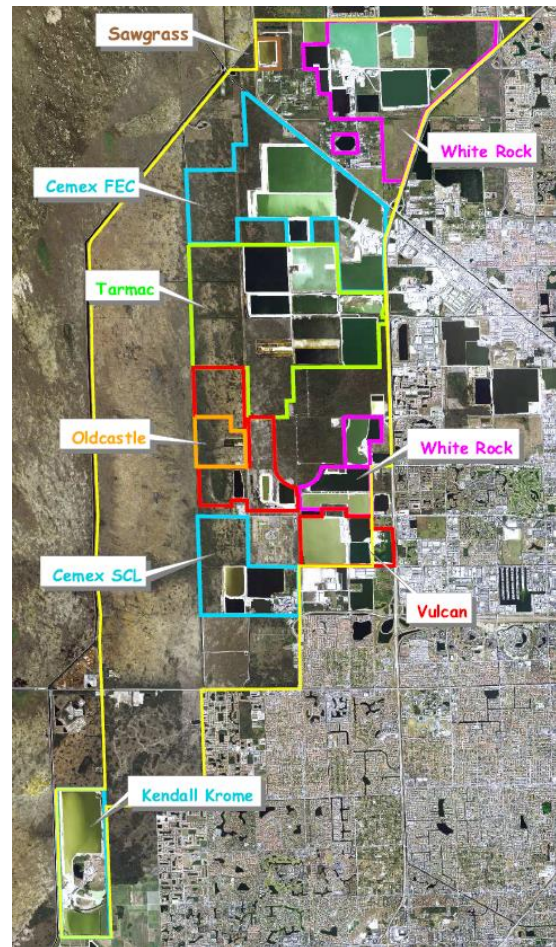 Sawgrass
White Rock
Cemex FEC
Tarmac
Oldcastle
White Rock
Cemex SCL
Vulcan
Kendall Krome